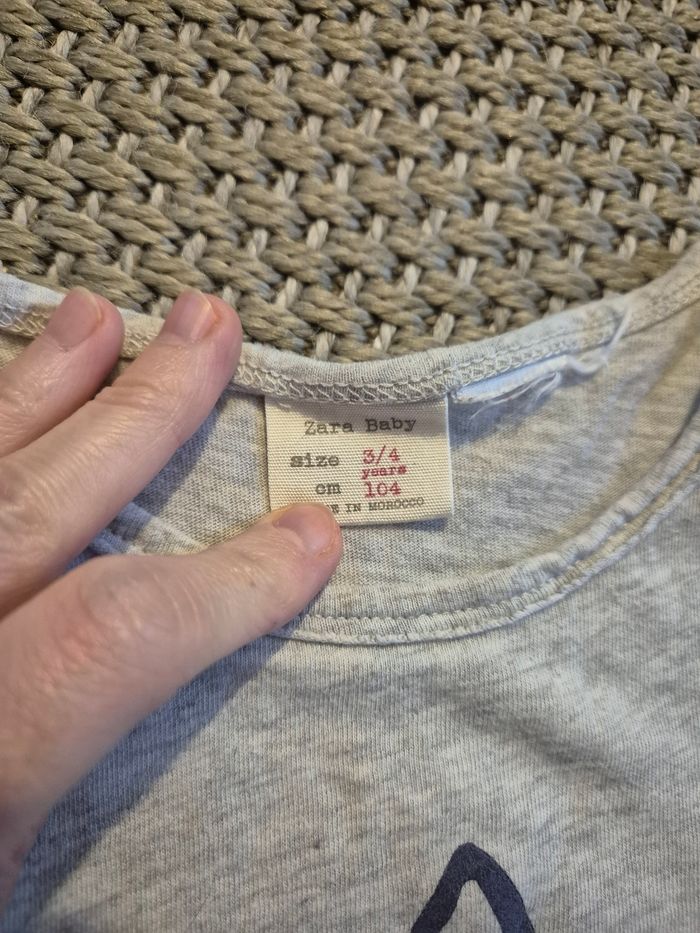 Zara Baby
size 3/4
years
cm 104
E IN MOROCCO